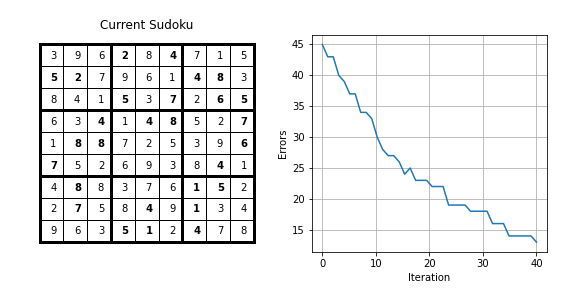 Current Sudoku
3 9 6 2 8 4 7 1 5
5 2 7 9 6 1 4 8 3
8 4 1 5 3 7 2 6 5
6 3 4 1 4 8 5 2 7
1 8 8 7 2 5 3 9 6
7 5 2 6 9 3 8 4 1
4 8 8 3 7 6 1 5 2
2 7 5 8 4 9 1 3 4
9 6 3 5 1 2 4 7 8
Errors
45
40
35
30
25
20
15
0 10 20 30 40
Iteration